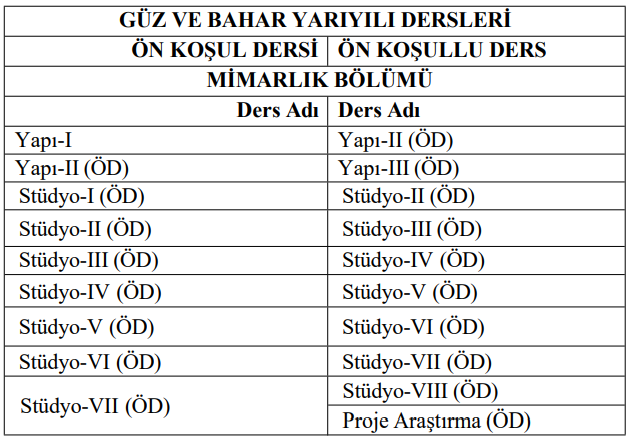 GÜZ VE BAHAR YARIYILI DERSLERİ
ÖN KOŞUL DERSİ ÖN KOŞULLU DERS
MİMARLIK BÖLÜMÜ
Ders Adı Ders Adı
Yapı-I Yapı-II (ÖD)
Yapı-II (ÖD) Yapı-III (ÖD)
Stüdyo-I (ÖD) Stüdyo-II (ÖD)
Stüdyo-II (ÖD) Stüdyo-III (ÖD)
Stüdyo-III (ÖD) Stüdyo-IV (ÖD)
Stüdyo-IV (ÖD) Stüdyo-V (ÖD)
Stüdyo-V (ÖD) Stüdyo-VI (ÖD)
Stüdyo-VI (ÖD) Stüdyo-VII (ÖD)
Stüdyo-VII (ÖD) Stüdyo-VIII (ÖD)
Proje Araştırma (ÖD)